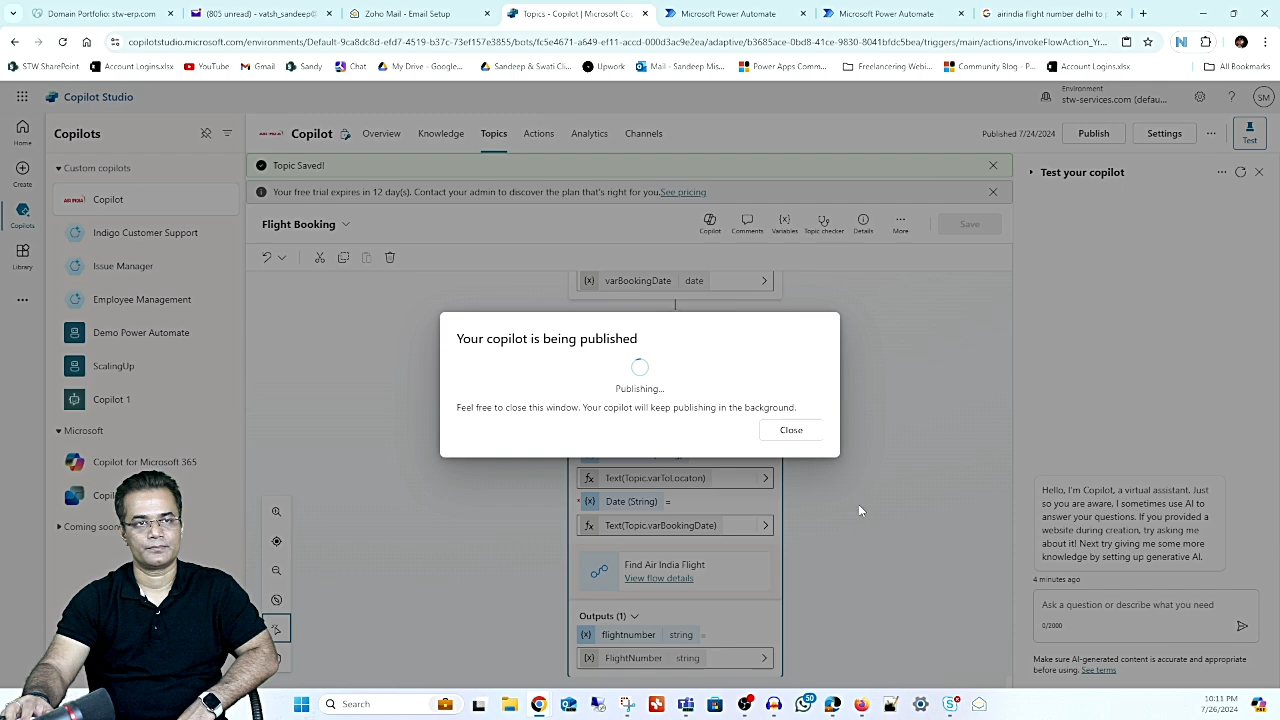 Domain Portfolio: stw-erp.com
(805 unread) - vatsh_sandeep@
Zoho Mail - Email Setup
Topics - Copilot | Microsoft Co
Microsoft Power Automate
Microsoft Power Automate
airindia flight number delhi to
copilotstudio.microsoft.com/environments/Default-9ca8dc8d-efd7-4519-b37c-73ef157e3855/bots/fc5e4671-a649-ef11-accd-000d3ac9e2ea/adaptive/b3685ace-0bd8-41ce-9830-8041bfdc5bea/triggers/main/actions/invokeFlowAction_Yr...
STW SharePoint
Account Logins.xlsx
YouTube
Gmail
Sandy
Chat
My Drive - Google...
Sandeep & Swati Cl...
Upwork
Mail - Sandeep Mis...
Power Apps Comm...
Freelancering Webi...
Community Blog - P...
Account Logins.xlsx
All Bookmarks
Copilot Studio
Environment
stw-services.com (defau...
SM
Home
Create
Copilots
Library
Copilots
Custom copilots
Copilot
Indigo Customer Support
Issue Manager
Employee Management
Demo Power Automate
ScalingUp
Copilot 1
Microsoft
Copilot for Microsoft 365
Cop
Coming soon
AIR INDIA
Copilot
Overview
Knowledge
Topics
Actions
Analytics
Channels
Published 7/24/2024
Publish
Settings
Test
Topic Saved!
Your free trial expires in 12 day(s). Contact your admin to discover the plan that's right for you.See pricing
Flight Booking
Copilot
Comments
Variables
Topic checker
Details
More
Save
{x} varBookingDate date
Your copilot is being published
Publishing...
Feel free to close this window. Your copilot will keep publishing in the background.
Close
fx Text(Topic.varToLocaton)
* {x} Date (String) =
fx Text(Topic.varBookingDate)
Find Air India Flight
View flow details
Outputs (1)
{x} flightnumber string =
{x} FlightNumber string
Test your copilot
Hello, I'm Copilot, a virtual assistant. Just
so you are aware, I sometimes use AI to
answer your questions. If you provided a
website during creation, try asking me
about it! Next try giving me some more
knowledge by setting up generative AI.
4 minutes ago
Ask a question or describe what you need
0/2000
Make sure AI-generated content is accurate and appropriate
before using. See terms
Search
50
10:11 PM
7/26/2024